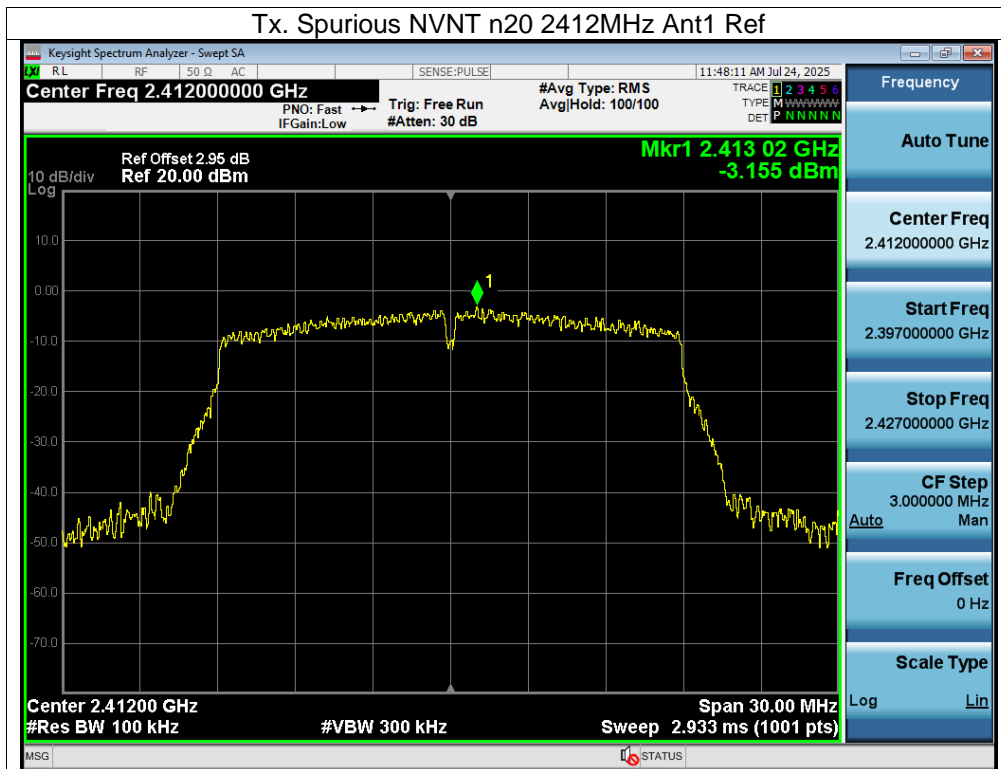 Tx. Spurious NVNT n20 2412MHz Ant1 Ref
Keysight Spectrum Analyzer - Swept SA
LXI RL RF 50 Ω AC SENSE:PULSE 11:48:11 AM Jul 24, 2025
Center Freq 2.412000000 GHz
PNO: Fast
IFGain:Low
Trig: Free Run
#Atten: 30 dB
#Avg Type: RMS
Avg|Hold: 100/100
TRACE 1 2 3 4 5 6
TYPE M WWWWW
DET P N N N N N
Frequency
Auto Tune
Mkr1 2.413 02 GHz
-3.155 dBm
Ref Offset 2.95 dB
10 dB/div Ref 20.00 dBm
Log
10.0
0.00
-10.0
-20.0
-30.0
-40.0
-50.0
-60.0
-70.0
1
Center Freq
2.412000000 GHz
Start Freq
2.397000000 GHz
Stop Freq
2.427000000 GHz
CF Step
3.000000 MHz
Auto Man
Freq Offset
0 Hz
Scale Type
Log Lin
Center 2.41200 GHz Span 30.00 MHz
#Res BW 100 kHz #VBW 300 kHz Sweep 2.933 ms (1001 pts)
MSG STATUS